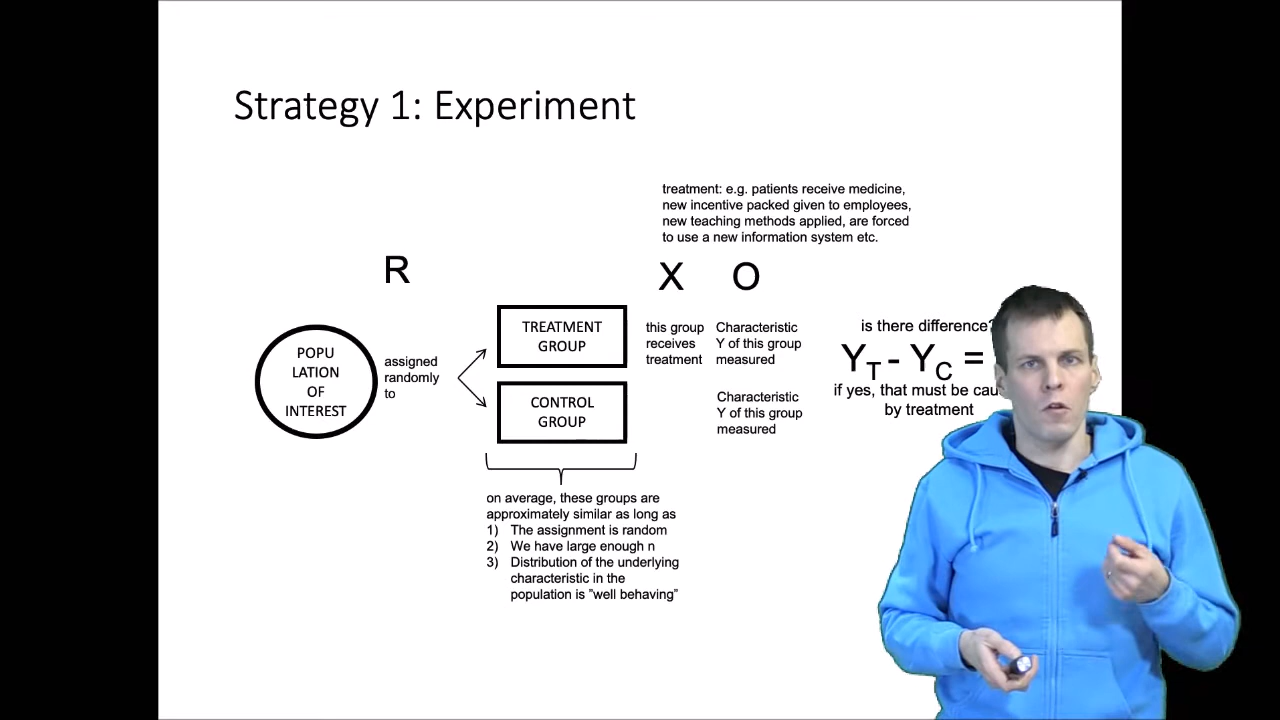 Strategy 1: Experiment
treatment: e.g. patients receive medicine,
new incentive packed given to employees,
new teaching methods applied, are forced
to use a new information system etc.
R
X
O
POPU
LATION
OF
INTEREST
assigned
randomly
to
TREATMENT
GROUP
CONTROL
GROUP
this group
receives
treatment
Characteristic
Y of this group
measured
Characteristic
Y of this group
measured
is there difference?
YT - YC =
if yes, that must be cau
by treatment
on average, these groups are
approximately similar as long as
1) The assignment is random
2) We have large enough n
3) Distribution of the underlying
characteristic in the
population is "well behaving"